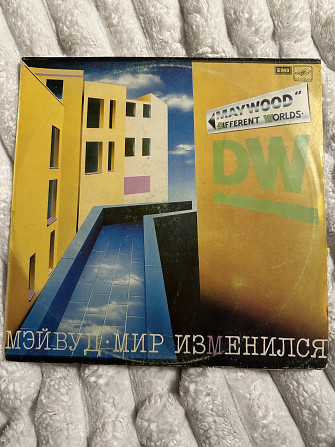 EMI
"MAYWOOD"
DIFFERENT WORLDS
DW
МЭЙВУД · МИР ИЗМЕНИЛСЯ